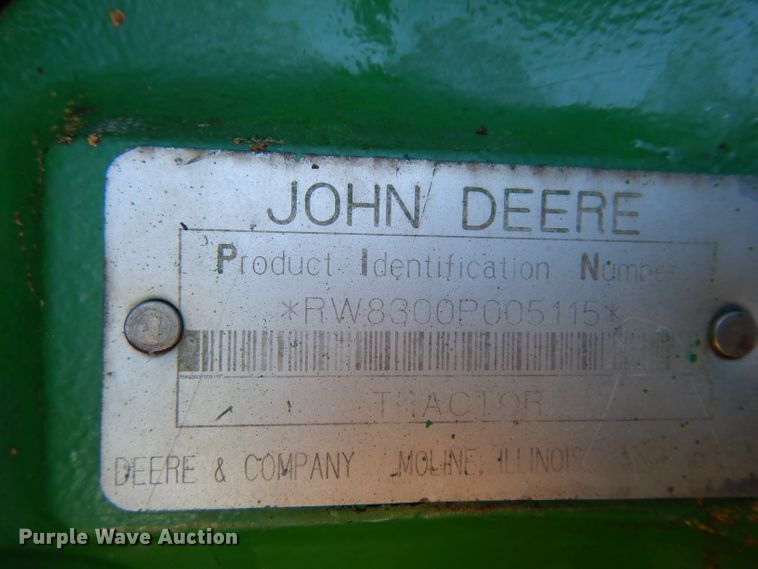 JOHN DEERE
Product Identification Number
*RW8300P005115*
TRACTOR
DEERE & COMPANY MOLINE, ILLINOIS
Purple Wave Auction®